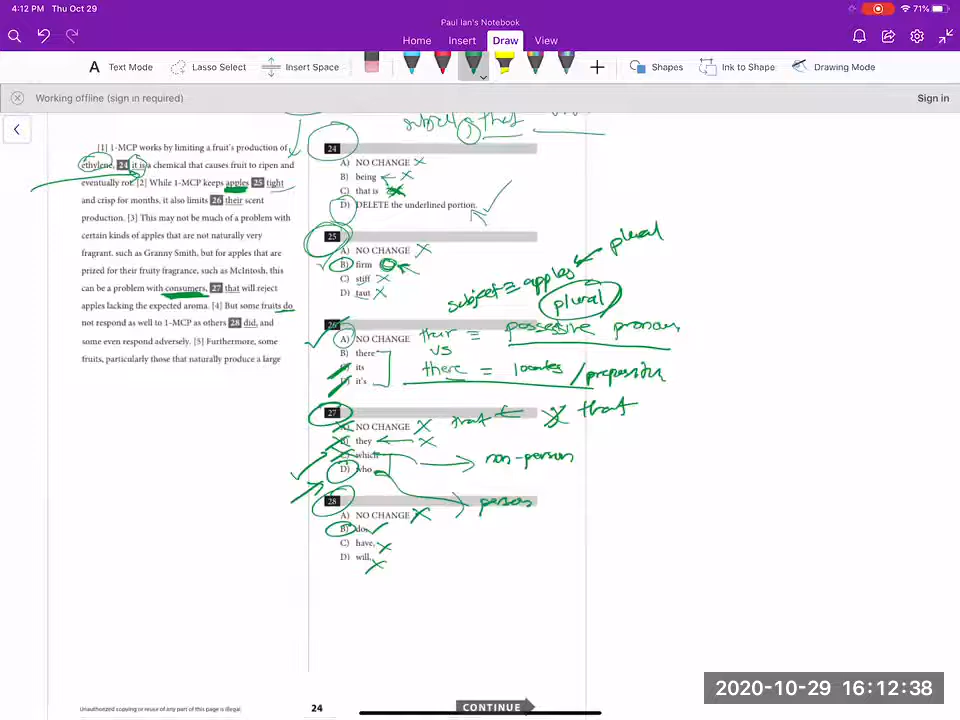 4:12 PM Thu Oct 29
71%
Paul Ian's Notebook
Home Insert Draw View
Text Mode Lasso Select Insert Space Shapes Ink to Shape Drawing Mode
Working offline (sign in required) Sign in
that
[1] 1-MCP works by limiting a fruit's production of
ethylene, 24 it is a chemical that causes fruit to ripen and
eventually rot. [2] While 1-MCP keeps apples 25 tight
and crisp for months, it also limits 26 their scent
production. [3] This may not be much of a problem with
certain kinds of apples that are not naturally very
fragrant, such as Granny Smith, but for apples that are
prized for their fruity fragrance, such as McIntosh, this
can be a problem with consumers, 27 that will reject
apples lacking the expected aroma. [4] But some fruits do
not respond as well to 1-MCP as others 28 did, and
some even respond adversely. [5] Furthermore, some
fruits, particularly those that naturally produce a large
24
A) NO CHANGE
B) being
C) that is
D) DELETE the underlined portion.
25
A) NO CHANGE
B) firm
C) stiff
D) taut
plural
subject = apples
plural
26
A) NO CHANGE
B) there
C) its
D) it's
their = possessive pronoun
vs
there = locates / preposition
27
A) NO CHANGE
B) they
C) which
D) who
that
that
non-person
person
28
A) NO CHANGE
B) do,
C) have,
D) will,
Unauthorized copying or reuse of any part of this page is illegal.
24
CONTINUE
2020-10-29 16:12:38